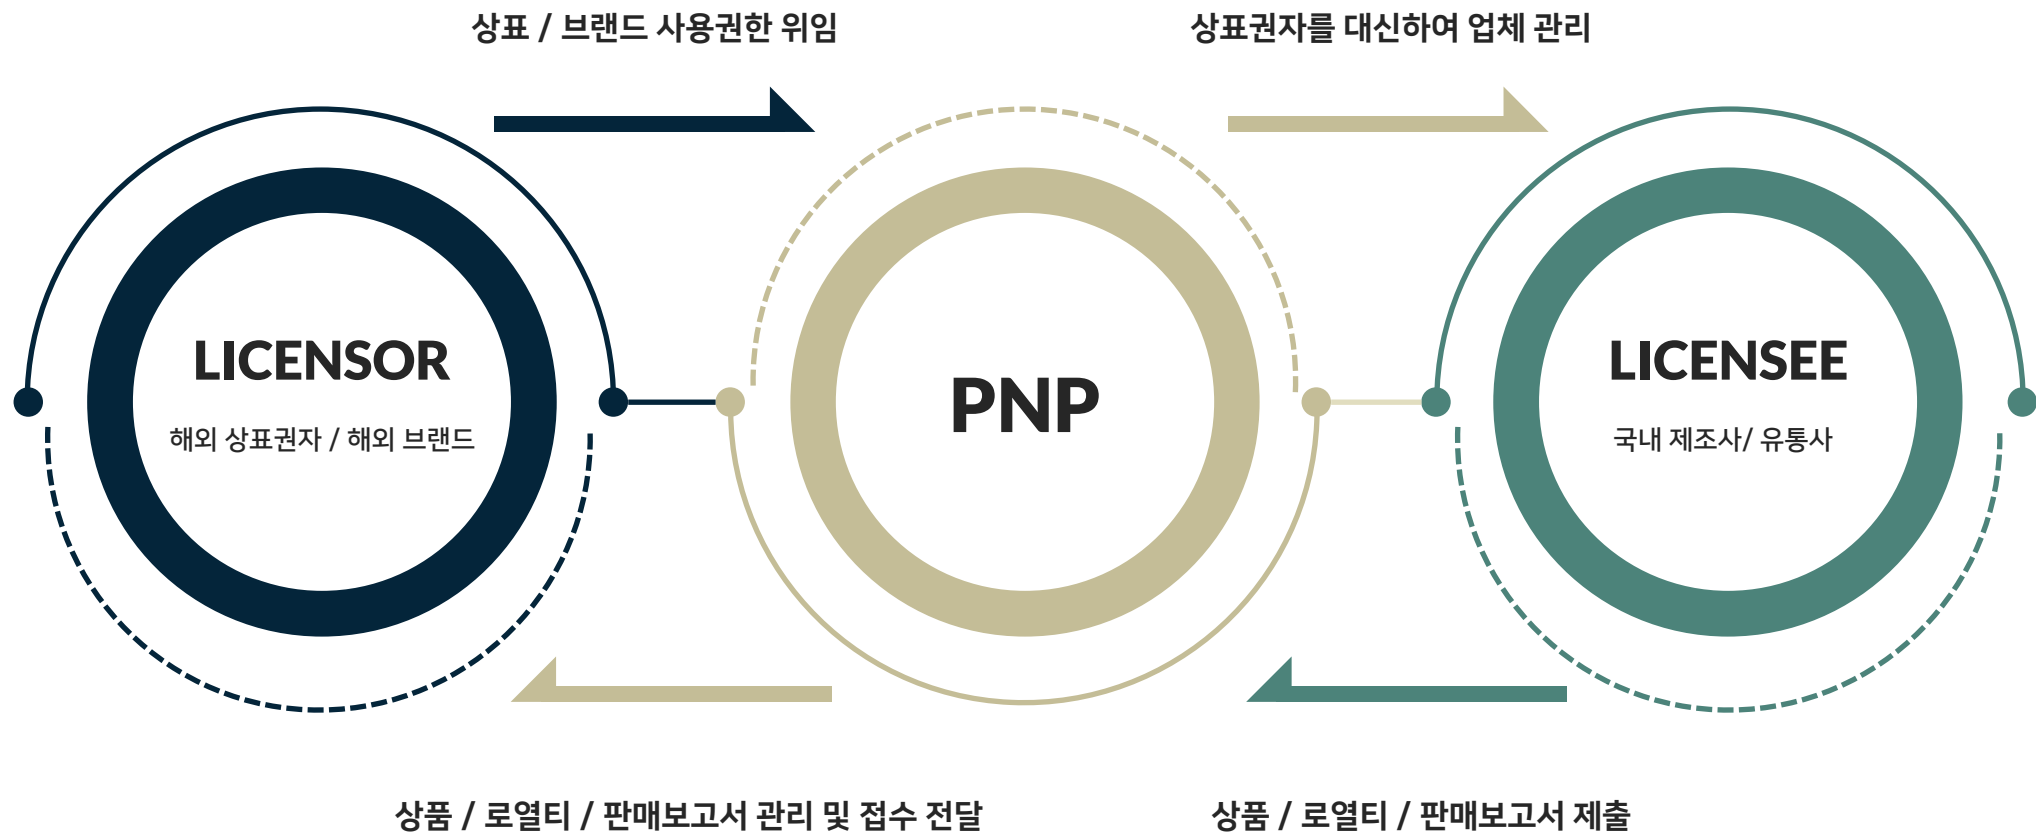 상표 / 브랜드 사용권한 위임
상표권자를 대신하여 업체 관리
LICENSOR
해외 상표권자 / 해외 브랜드
PNP
LICENSEE
국내 제조사/ 유통사
상품 / 로열티 / 판매보고서 관리 및 접수 전달
상품 / 로열티 / 판매보고서 제출